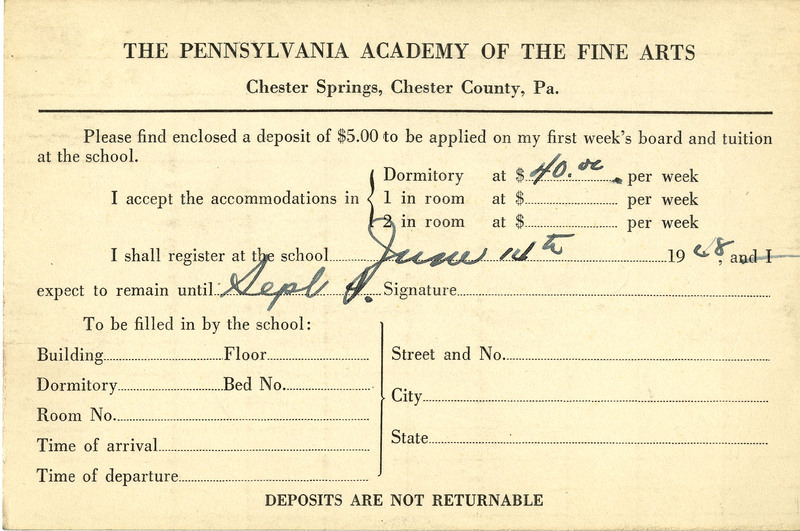 THE PENNSYLVANIA ACADEMY OF THE FINE ARTS
Chester Springs, Chester County, Pa.
Please find enclosed a deposit of $5.00 to be applied on my first week's board and tuition
at the school.
Dormitory at $ 40.00 per week
I accept the accommodations in { 1 in room at $ per week
2 in room at $ per week
I shall register at the school June 14th 1948, and I
expect to remain until Sept Signature
To be filled in by the school:
Building Floor
Dormitory Bed No.
Room No.
Time of arrival
Time of departure
Street and No.
City
State
DEPOSITS ARE NOT RETURNABLE